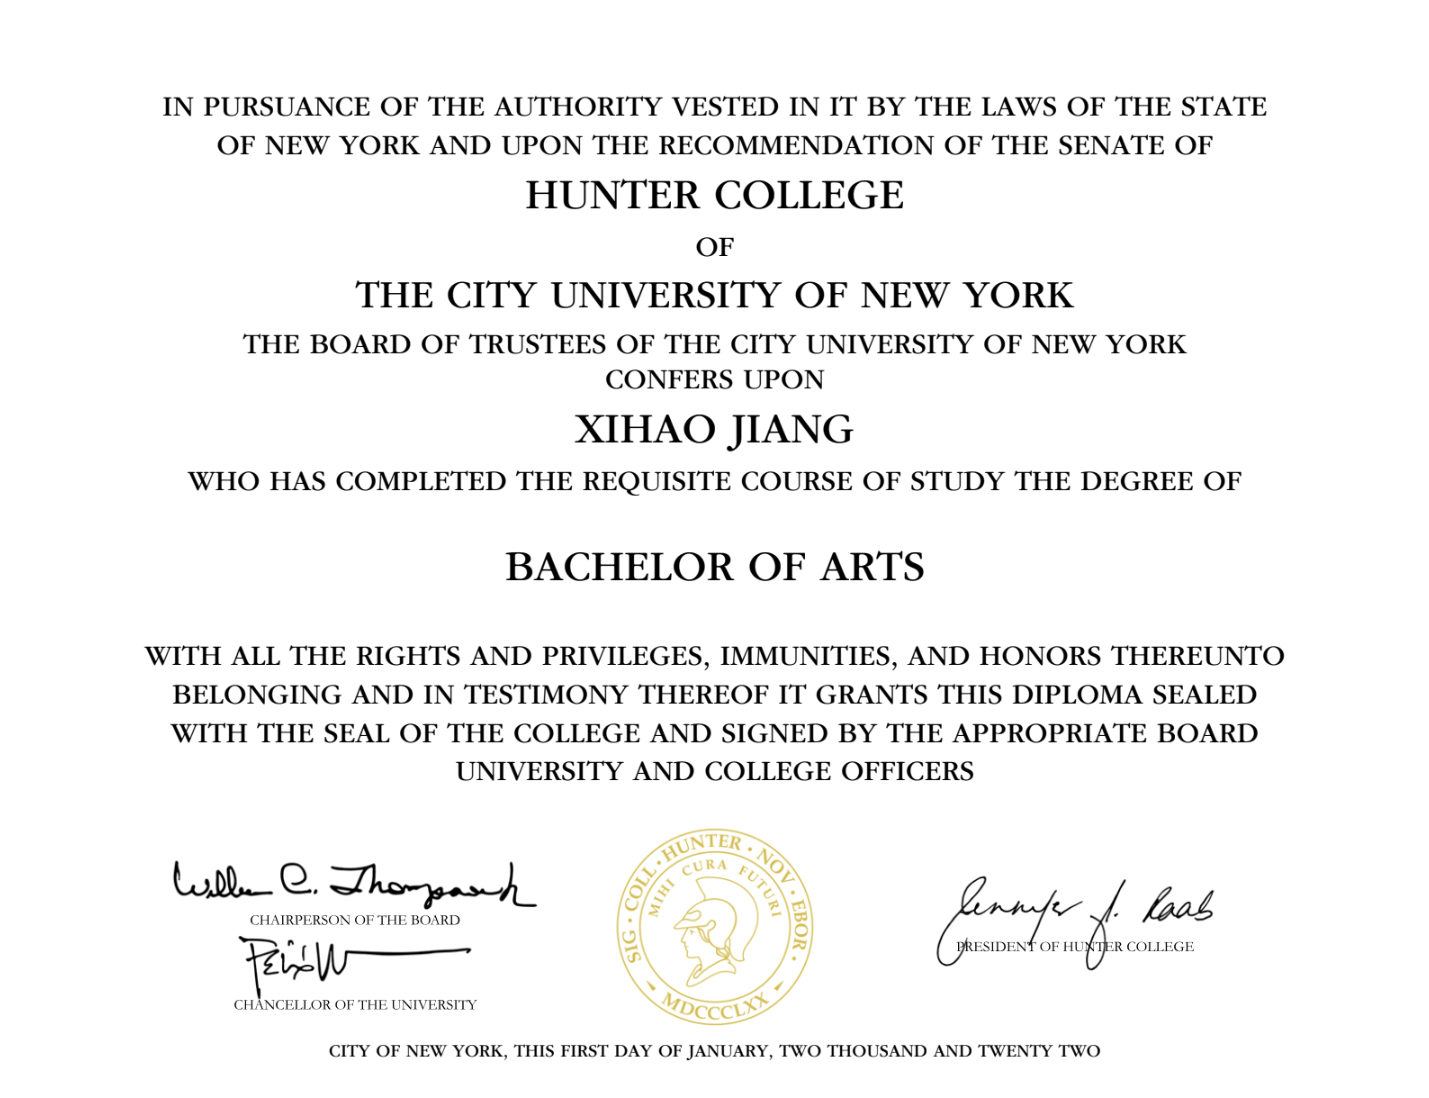 IN PURSUANCE OF THE AUTHORITY VESTED IN IT BY THE LAWS OF THE STATE
OF NEW YORK AND UPON THE RECOMMENDATION OF THE SENATE OF
HUNTER COLLEGE
OF
THE CITY UNIVERSITY OF NEW YORK
THE BOARD OF TRUSTEES OF THE CITY UNIVERSITY OF NEW YORK
CONFERS UPON
XIHAO JIANG
WHO HAS COMPLETED THE REQUISITE COURSE OF STUDY THE DEGREE OF
BACHELOR OF ARTS
WITH ALL THE RIGHTS AND PRIVILEGES, IMMUNITIES, AND HONORS THEREUNTO
BELONGING AND IN TESTIMONY THEREOF IT GRANTS THIS DIPLOMA SEALED
WITH THE SEAL OF THE COLLEGE AND SIGNED BY THE APPROPRIATE BOARD
UNIVERSITY AND COLLEGE OFFICERS
CHAIRPERSON OF THE BOARD
CHANCELLOR OF THE UNIVERSITY
SIG · COLL · HUNTER · NOV · EBOR ·
MIHI CURA FUTURI
MDCCCLXX
Jennifer J. Raab
PRESIDENT OF HUNTER COLLEGE
CITY OF NEW YORK, THIS FIRST DAY OF JANUARY, TWO THOUSAND AND TWENTY TWO